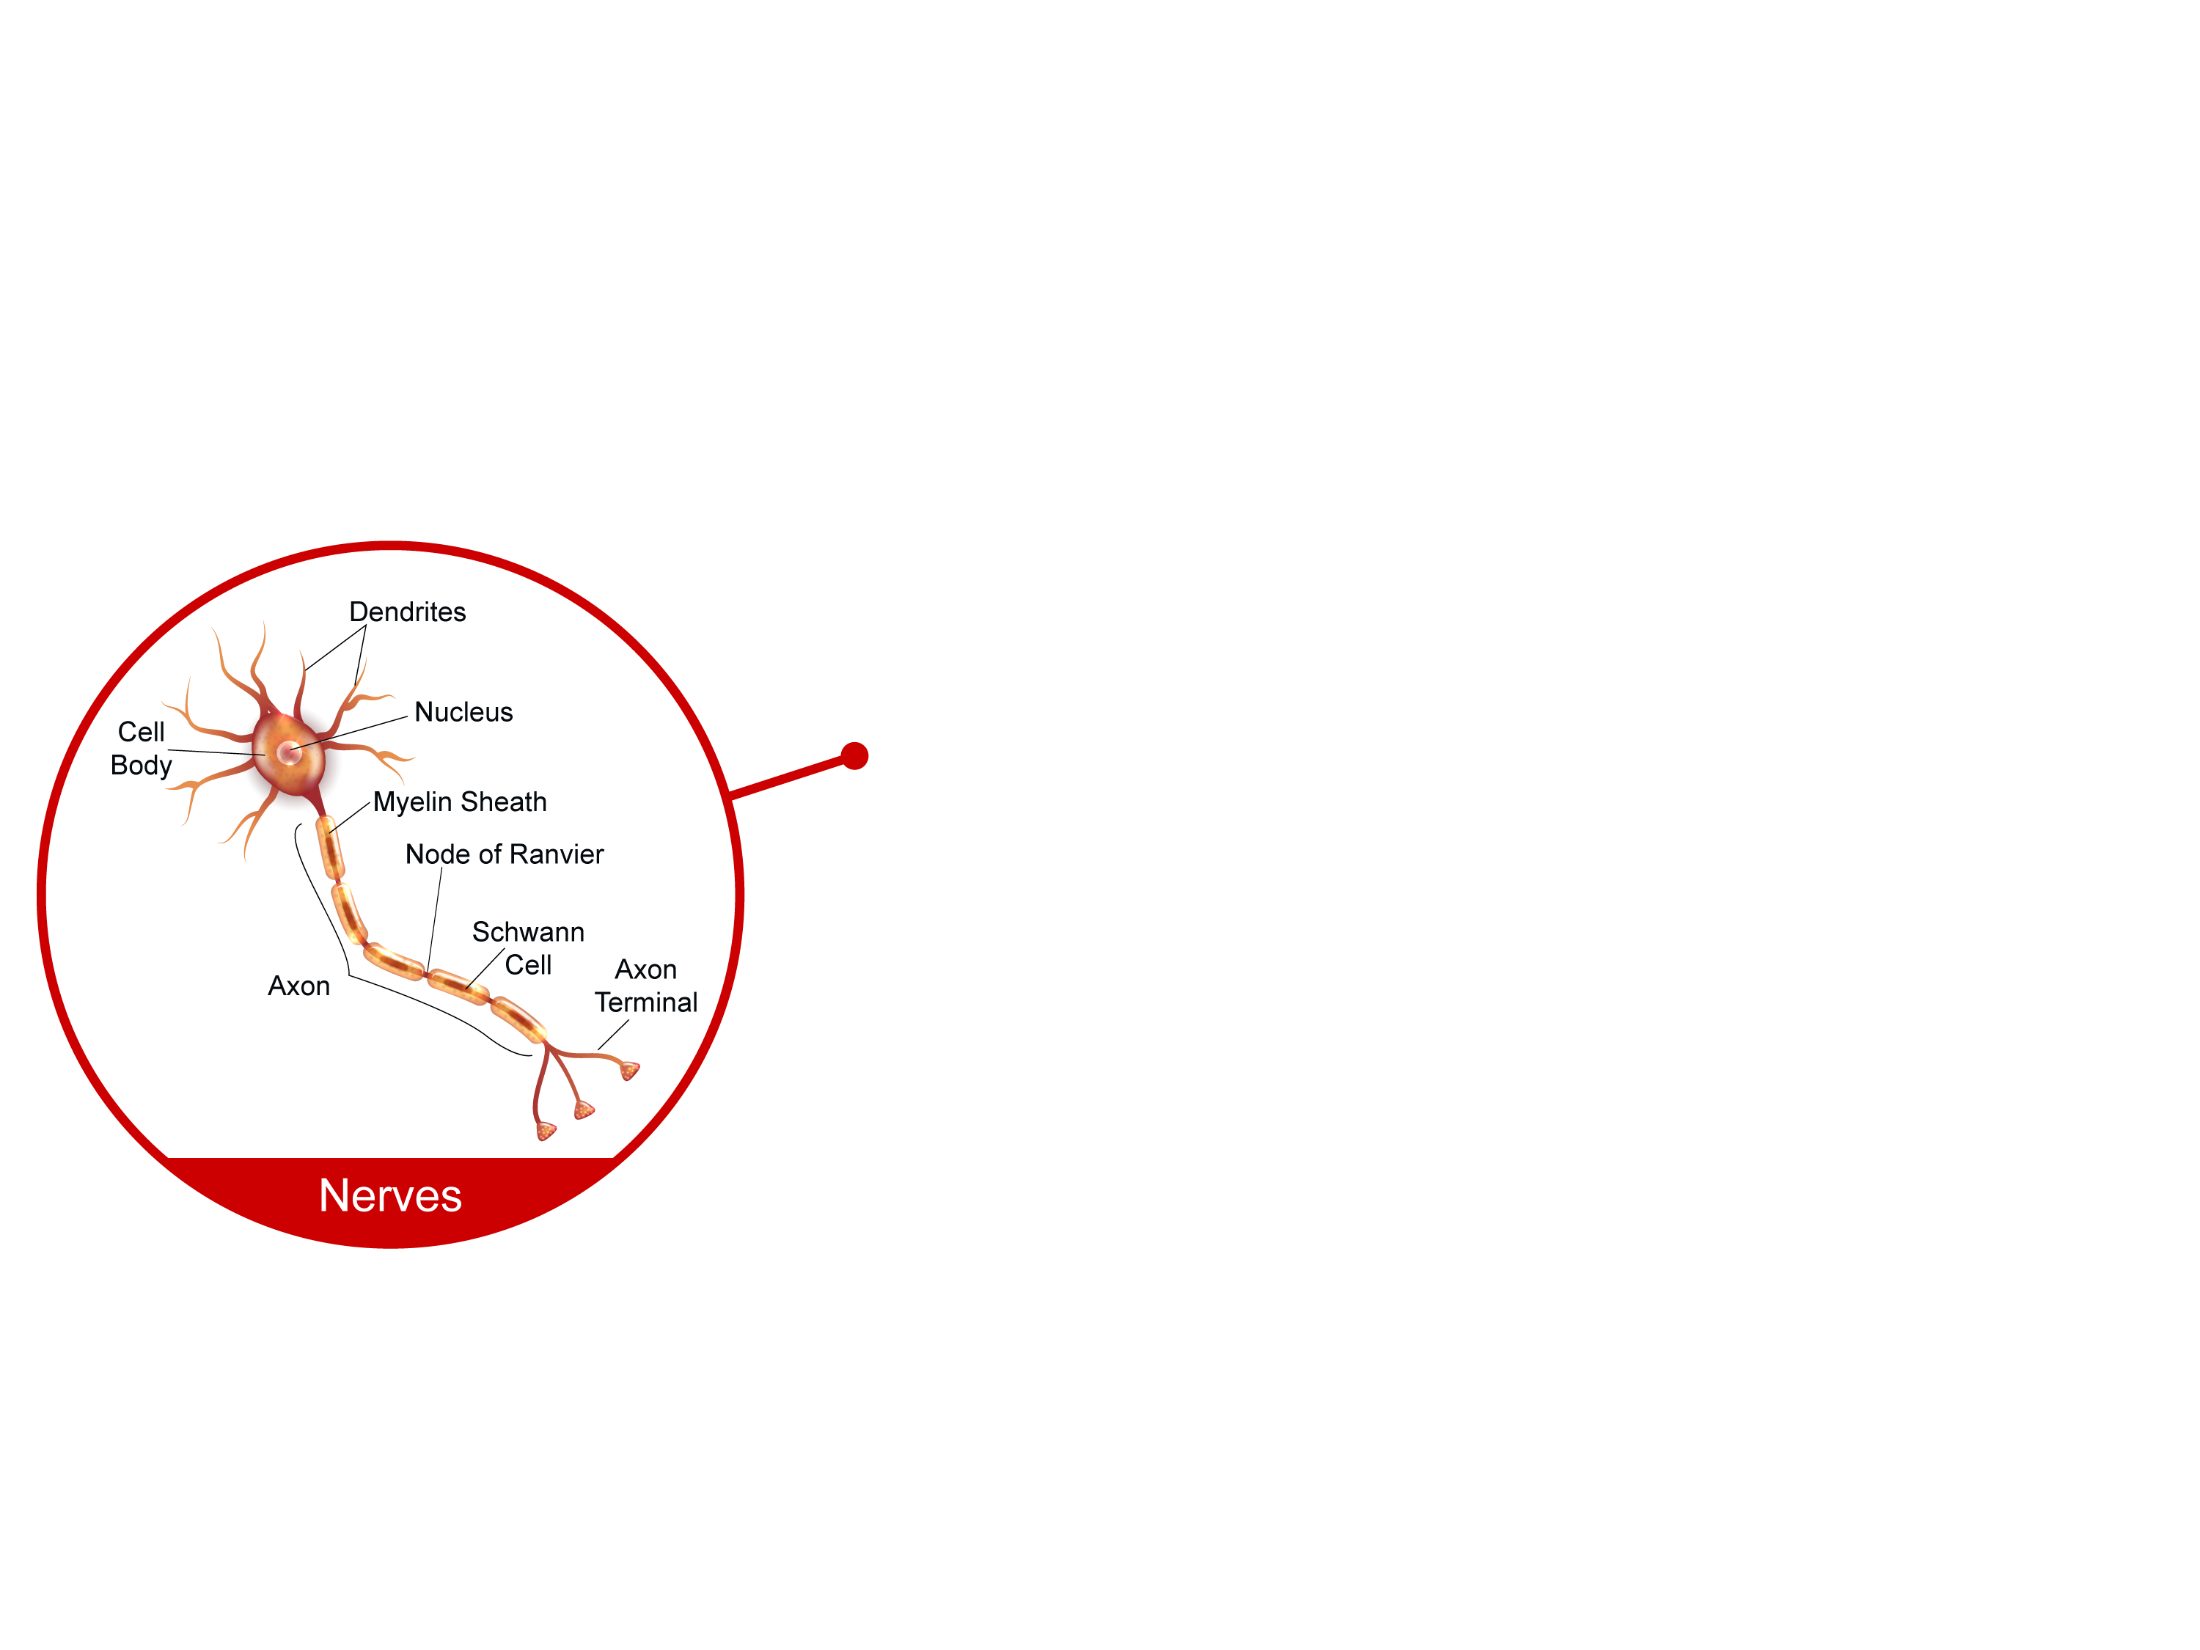 Dendrites
Nucleus
Cell
Body
Myelin Sheath
Node of Ranvier
Schwann
Cell
Axon
Terminal
Axon
Nerves